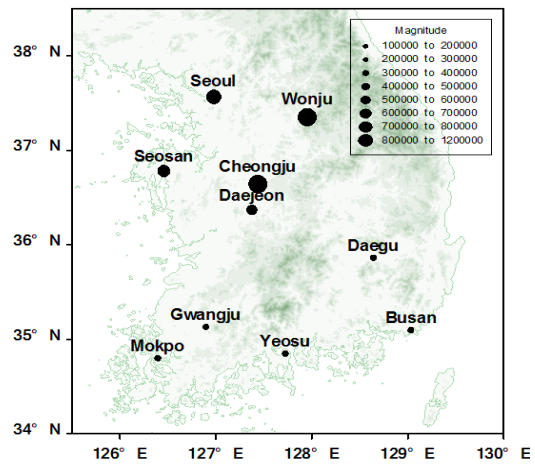 38° N
37° N
36° N
35° N
34° N
Magnitude
100000 to 200000
200000 to 300000
300000 to 400000
400000 to 500000
500000 to 600000
600000 to 700000
700000 to 800000
800000 to 1200000
Seoul
Wonju
Seosan
Cheongju
Daejeon
Daegu
Gwangju
Busan
Mokpo
Yeosu
126° E
127° E
128° E
129° E
130° E